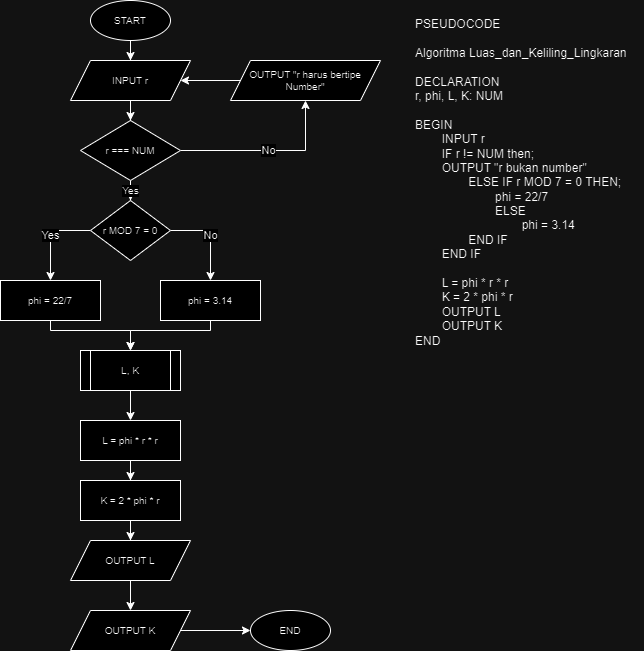 START
INPUT r
OUTPUT "r harus bertipe
Number"
r === NUM
No
Yes
r MOD 7 = 0
Yes
No
phi = 22/7
phi = 3.14
L, K
L = phi * r * r
K = 2 * phi * r
OUTPUT L
OUTPUT K
END
PSEUDOCODE
Algoritma Luas_dan_Keliling_Lingkaran
DECLARATION
r, phi, L, K: NUM
BEGIN
INPUT r
IF r != NUM then;
OUTPUT "r bukan number"
ELSE IF r MOD 7 = 0 THEN;
phi = 22/7
ELSE
phi = 3.14
END IF
END IF
L = phi * r * r
K = 2 * phi * r
OUTPUT L
OUTPUT K
END